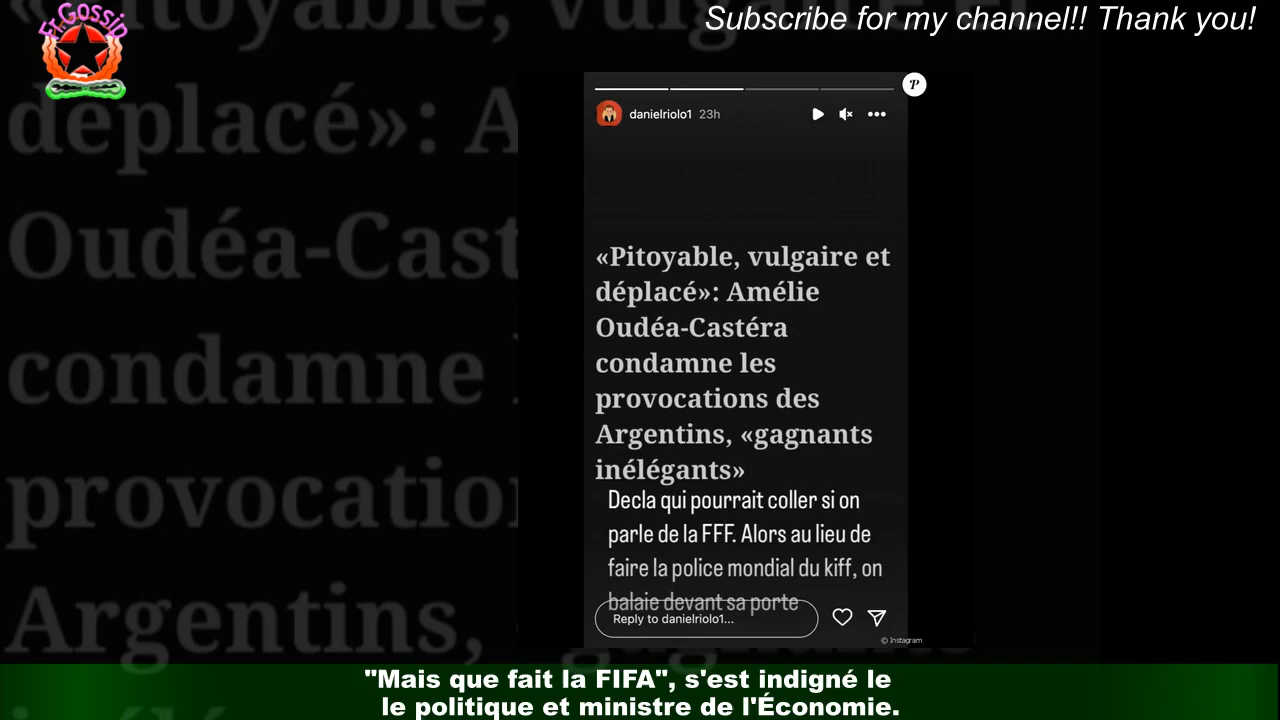 Fr.Gossip
Subscribe for my channel!! Thank you!
danielriolo1 23h
«Pitoyable, vulgaire et
déplacé»: Amélie
Oudéa-Castéra
condamne les
provocations des
Argentins, «gagnants
inélégants»
Decla qui pourrait coller si on
parle de la FFF. Alors au lieu de
faire la police mondial du kiff, on
balaie devant sa porte
Reply to danielriolo1...
© Instagram
"Mais que fait la FIFA", s'est indigné le
le politique et ministre de l'Économie.